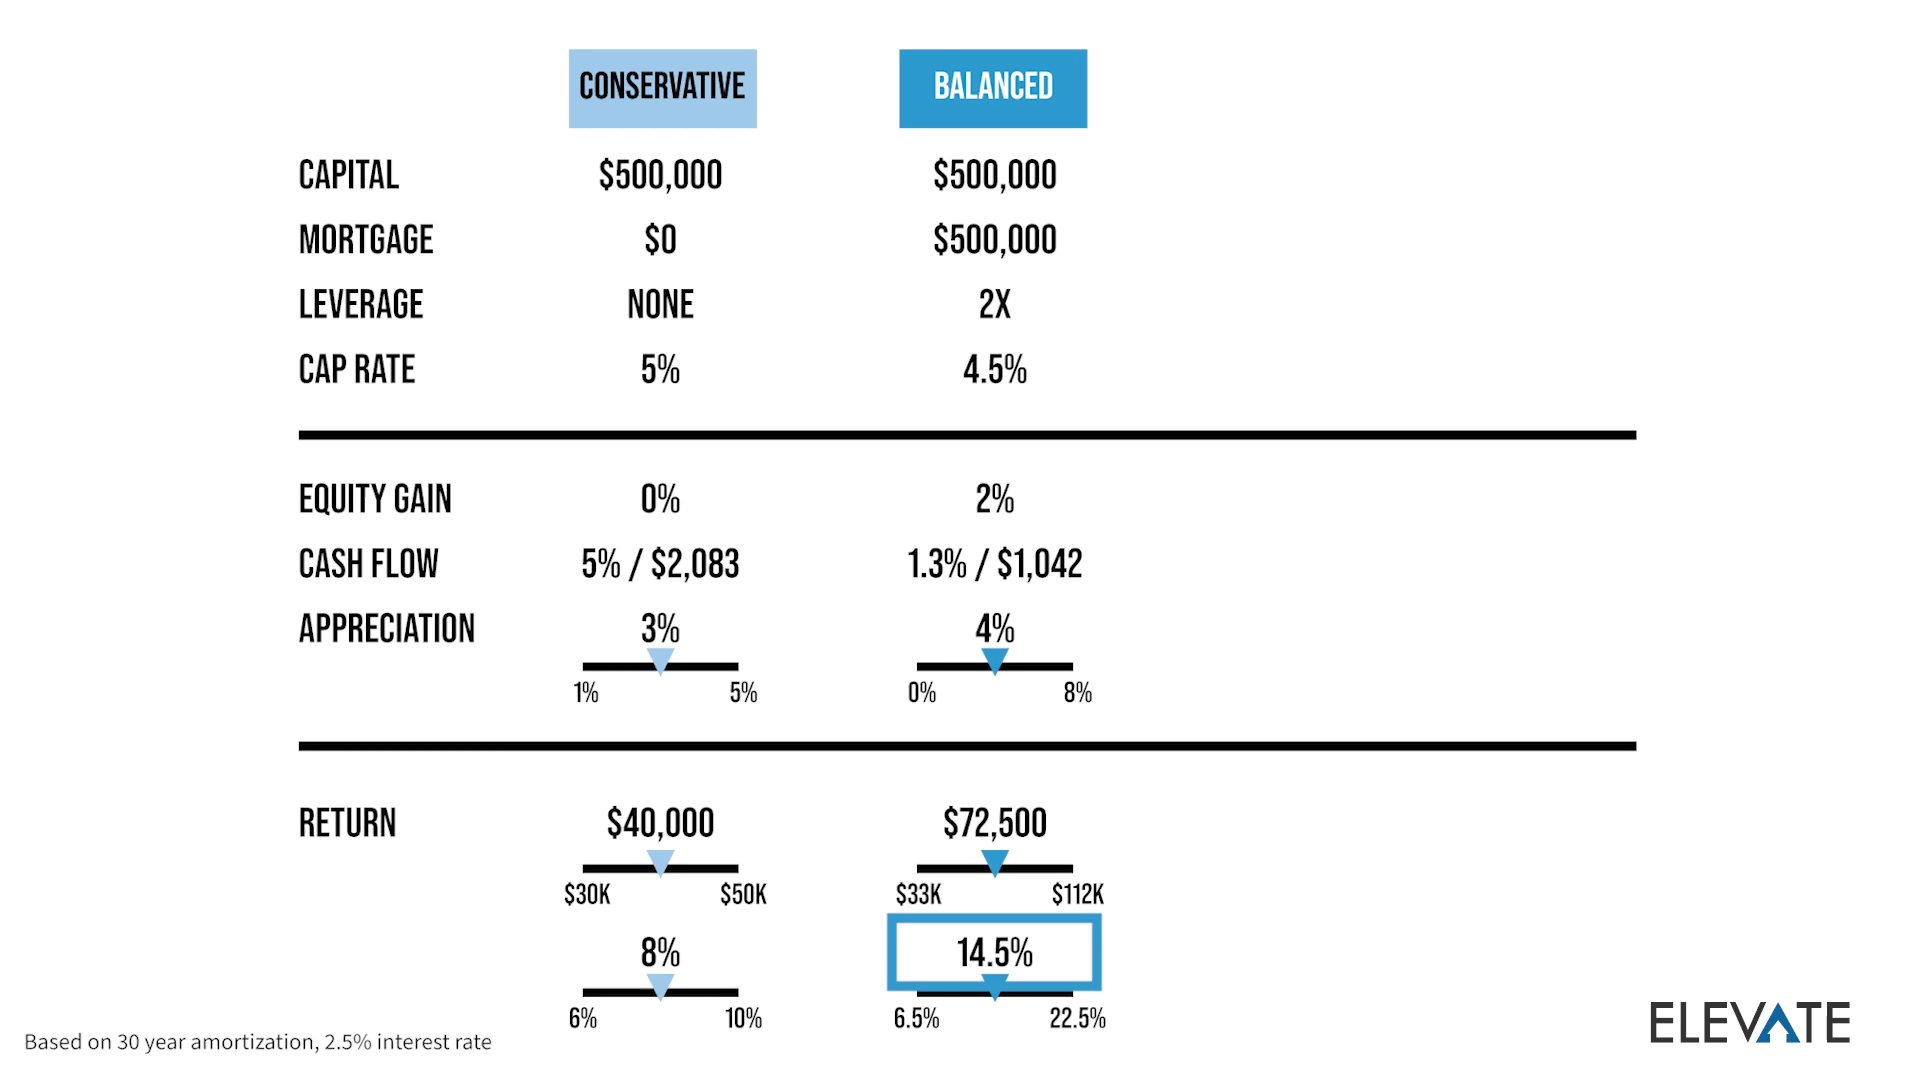 CONSERVATIVE BALANCED
CAPITAL $500,000 $500,000
MORTGAGE $0 $500,000
LEVERAGE NONE 2X
CAP RATE 5% 4.5%
EQUITY GAIN 0% 2%
CASH FLOW 5% / $2,083 1.3% / $1,042
APPRECIATION 3% 4%
1% 5% 0% 8%
RETURN $40,000 $72,500
$30K $50K $33K $112K
8% 14.5%
6% 10% 6.5% 22.5%
Based on 30 year amortization, 2.5% interest rate
ELEVATE